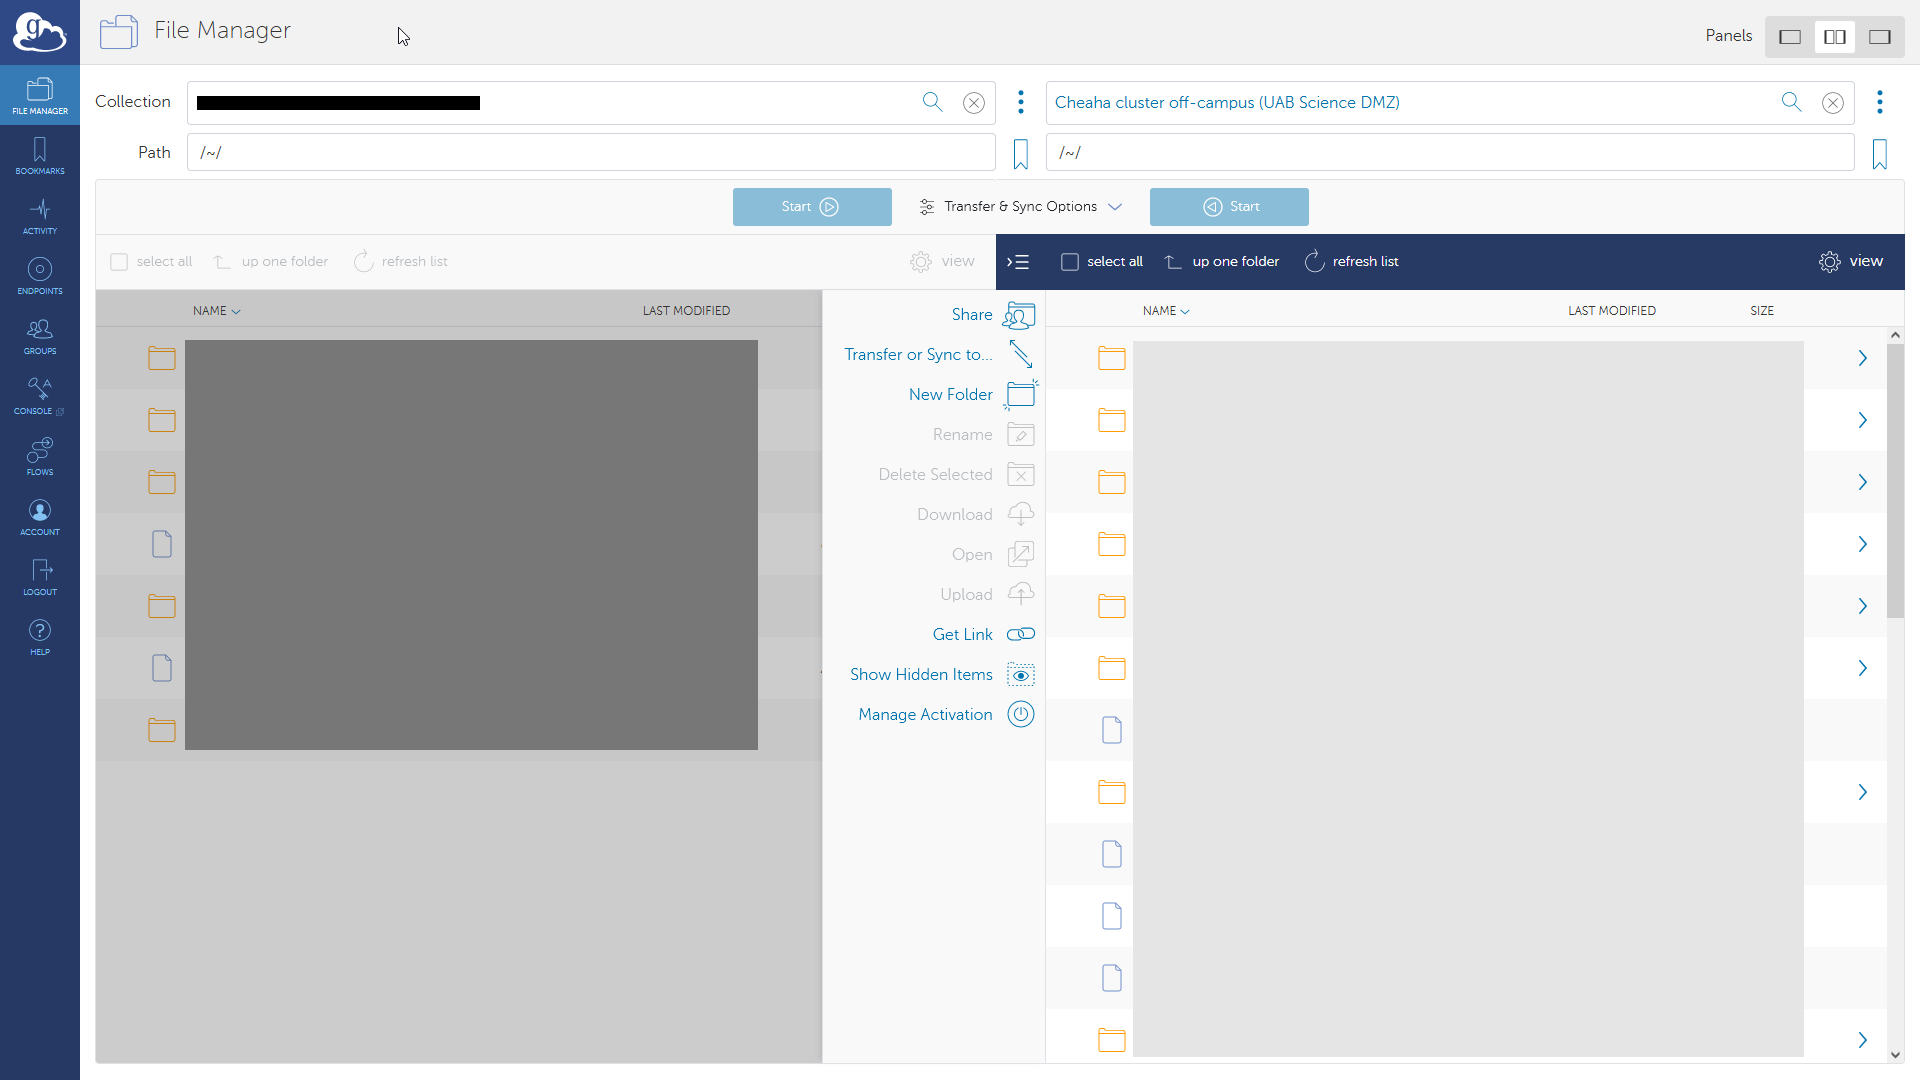 g
File Manager
Panels
FILE MANAGER
BOOKMARKS
ACTIVITY
ENDPOINTS
GROUPS
CONSOLE
FLOWS
ACCOUNT
LOGOUT
HELP
Collection
Cheaha cluster off-campus (UAB Science DMZ)
Path
/~/
/~/
Start
Transfer & Sync Options
Start
select all
up one folder
refresh list
view
select all
up one folder
refresh list
view
NAME
LAST MODIFIED
Share
Transfer or Sync to...
New Folder
Rename
Delete Selected
Download
Open
Upload
Get Link
Show Hidden Items
Manage Activation
NAME
LAST MODIFIED
SIZE